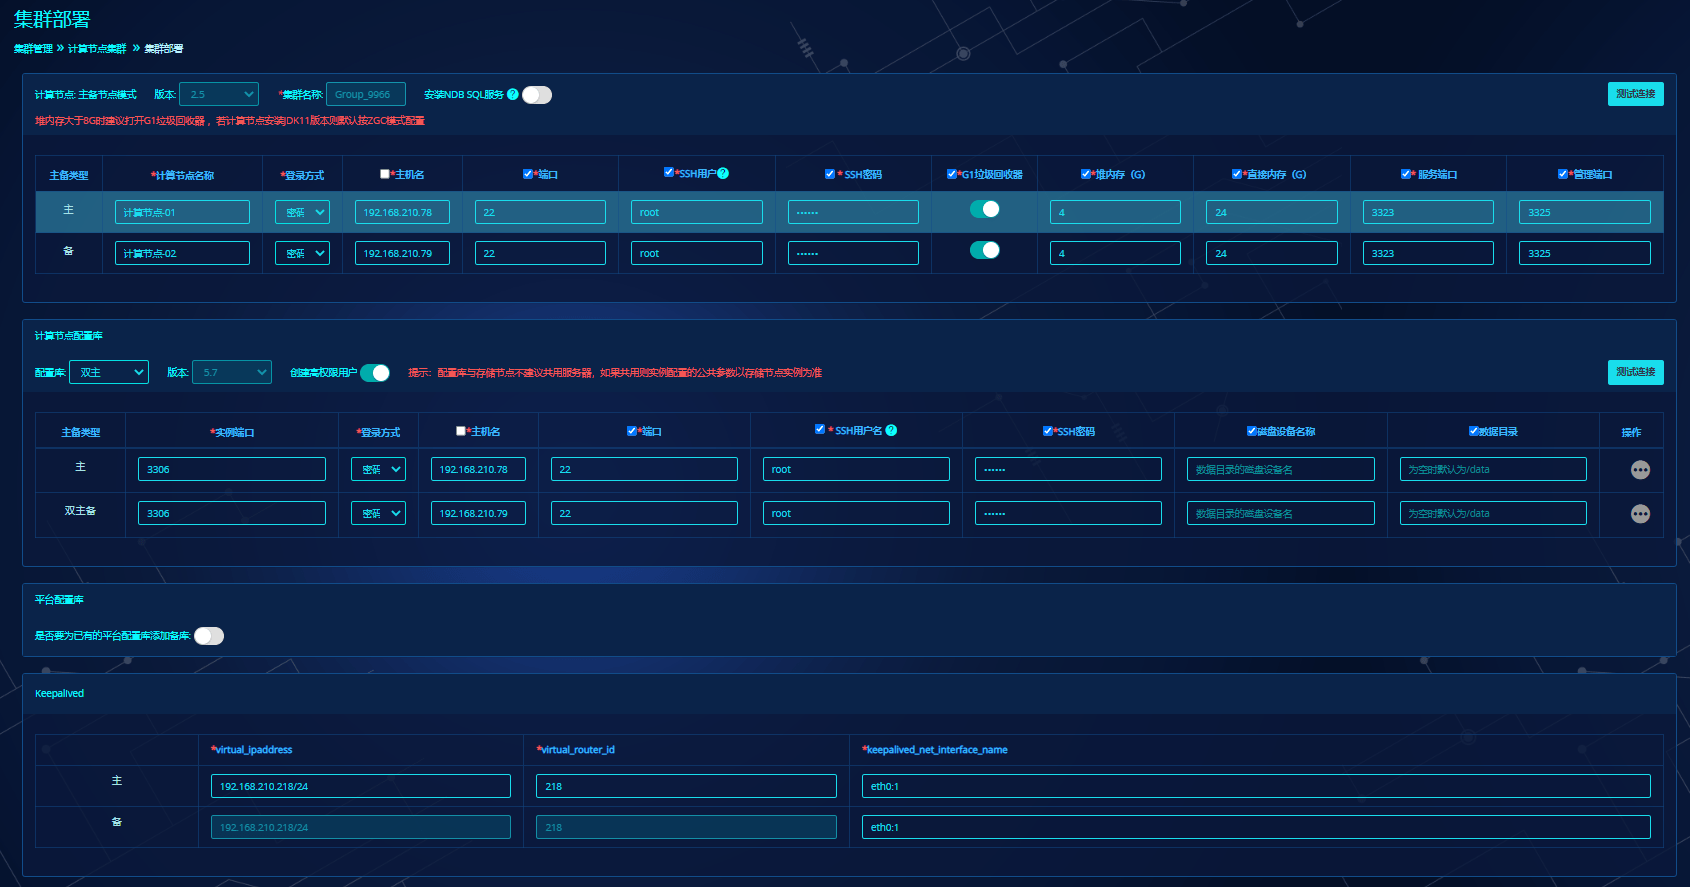 集群部署
集群管理 » 计算节点集群 » 集群部署
计算节点: 主备节点模式 版本: 2.5 *集群名称: Group_9966 安装NDB SQL服务 ? 测试连接
堆内存大于8G时建议打开G1垃圾回收器，若计算节点安装JDK11版本则默认按ZGC模式配置
主备类型 *计算节点名称 *登录方式 *主机名 *端口 *SSH用户? * SSH密码 *G1垃圾回收器 *堆内存（G） *直接内存（G） * 服务端口 *管理端口
主 计算节点-01 密码 192.168.210.78 22 root •••••• 4 24 3323 3325
备 计算节点-02 密码 192.168.210.79 22 root •••••• 4 24 3323 3325
计算节点配置库
配置库: 双主 版本: 5.7 创建高权限用户 提示：配置库与存储节点不建议共用服务器，如果共用则实例配置的公共参数以存储节点实例为准 测试连接
主备类型 *实例端口 *登录方式 *主机名 *端口 * SSH用户名 ? *SSH密码 磁盘设备名称 数据目录 操作
主 3306 密码 192.168.210.78 22 root •••••• 数据目录的磁盘设备名 为空时默认为/data •••
双主备 3306 密码 192.168.210.79 22 root •••••• 数据目录的磁盘设备名 为空时默认为/data •••
平台配置库
是否要为已有的平台配置库添加备库:
Keepalived
*virtual_ipaddress *virtual_router_id *keepalived_net_interface_name
主 192.168.210.218/24 218 eth0:1
备 192.168.210.218/24 218 eth0:1